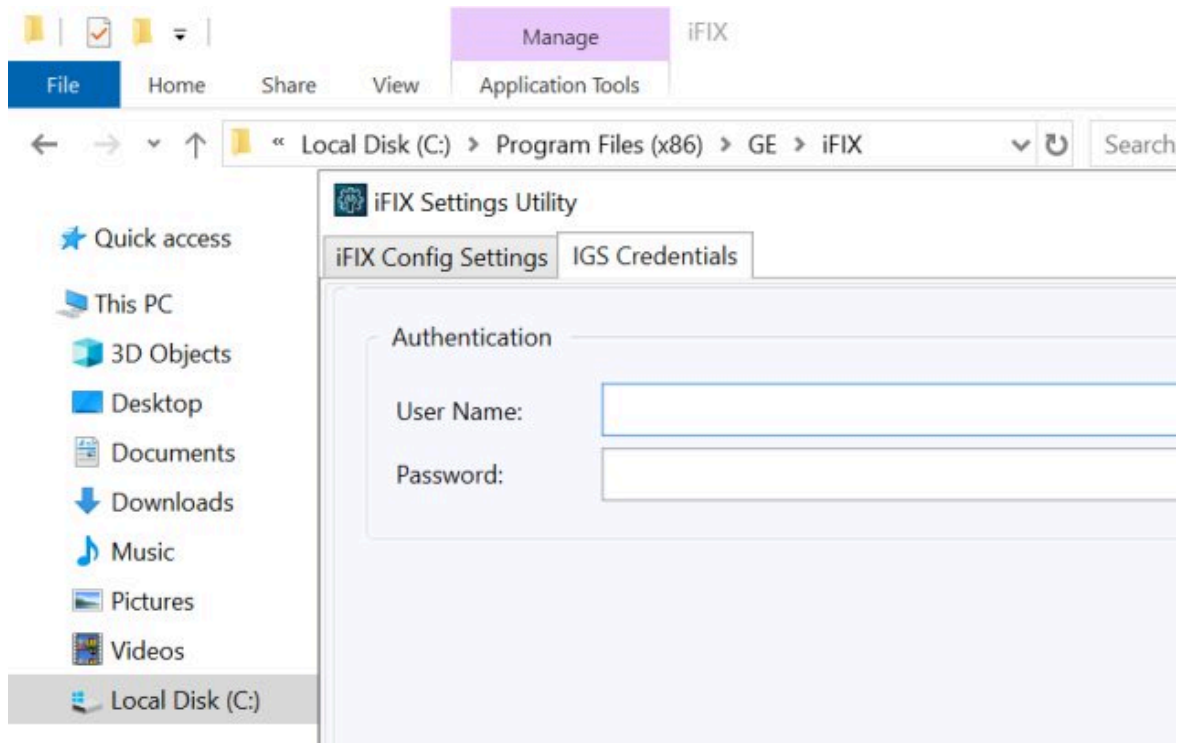 Manage iFIX
File Home Share View Application Tools
« Local Disk (C:) > Program Files (x86) > GE > iFIX Search
iFIX Settings Utility
iFIX Config Settings IGS Credentials
Quick access
This PC
3D Objects
Desktop
Documents
Downloads
Music
Pictures
Videos
Local Disk (C:)
Authentication
User Name:
Password: